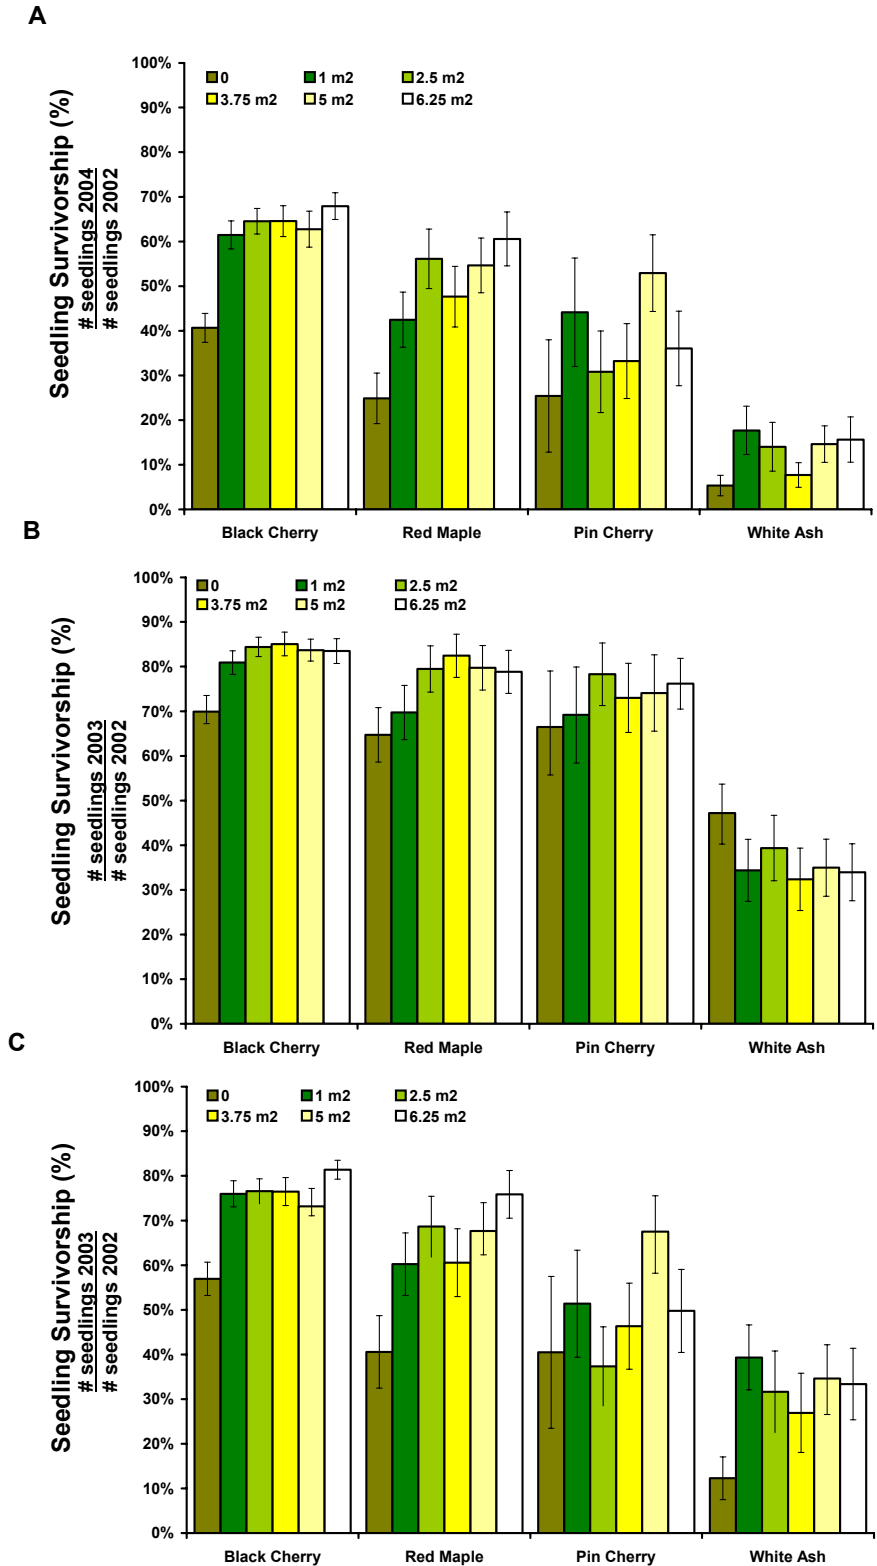 A
100%
90%
80%
70%
60%
50%
40%
30%
20%
10%
0%
Seedling Survivorship (%)
# seedlings 2004
# seedlings 2002
0 1 m2 2.5 m2
3.75 m2 5 m2 6.25 m2
Black Cherry Red Maple Pin Cherry White Ash
B
100%
90%
80%
70%
60%
50%
40%
30%
20%
10%
0%
Seedling Survivorship (%)
# seedlings 2003
# seedlings 2002
0 1 m2 2.5 m2
3.75 m2 5 m2 6.25 m2
Black Cherry Red Maple Pin Cherry White Ash
C
100%
90%
80%
70%
60%
50%
40%
30%
20%
10%
0%
Seedling Survivorship (%)
# seedlings 2003
# seedlings 2002
0 1 m2 2.5 m2
3.75 m2 5 m2 6.25 m2
Black Cherry Red Maple Pin Cherry White Ash